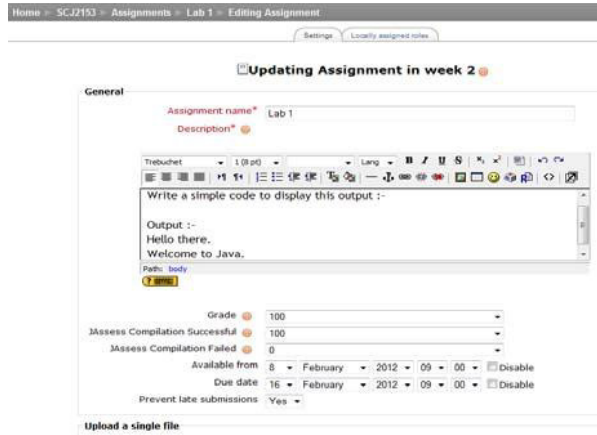 Home ► SCJ2153 ► Assignments ► Lab 1 ► Editing Assignment
Settings Locally assigned roles
Updating Assignment in week 2
General
Assignment name* Lab 1
Description*
Trebuchet 1 (8 pt) Lang B I U S
Write a simple code to display this output :-
Output :-
Hello there.
Welcome to Java.
Path: body
Grade 100
JAssess Compilation Successful 100
JAssess Compilation Failed 0
Available from 8 February 2012 09 00 Disable
Due date 16 February 2012 09 00 Disable
Prevent late submissions Yes
Upload a single file